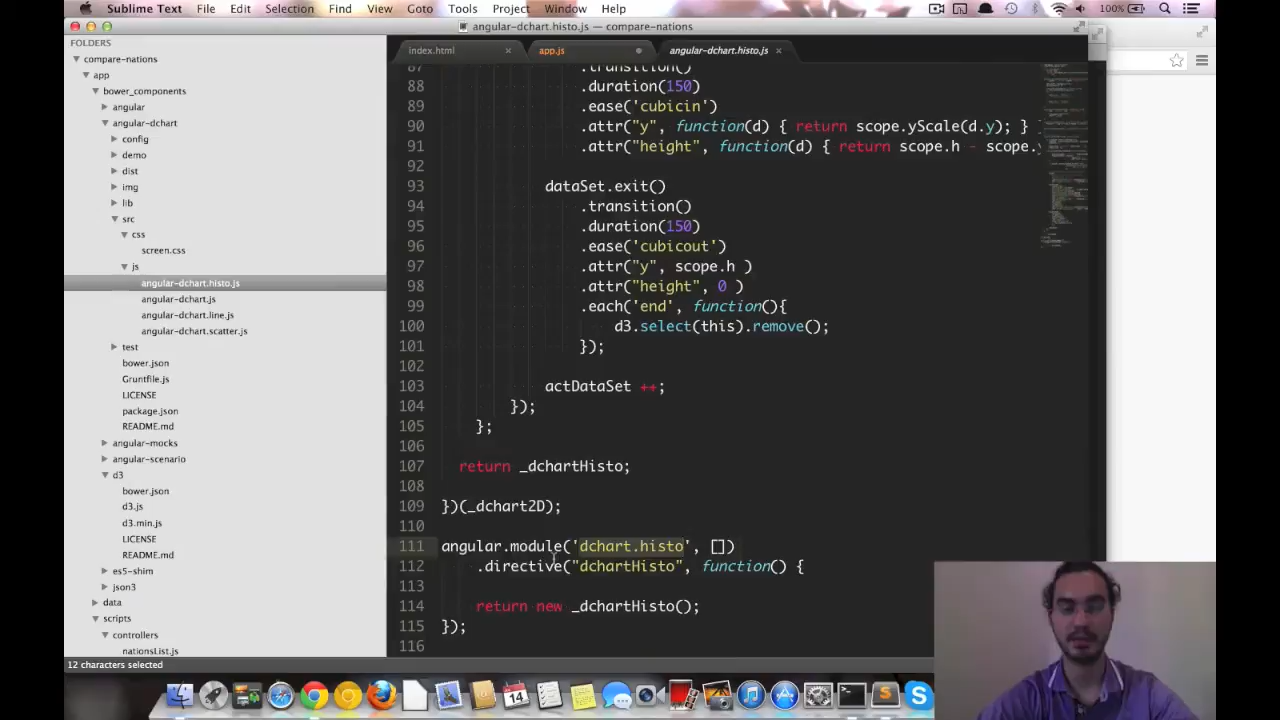 Sublime Text File Edit Selection Find View Goto Tools Project Window Help 100%
angular-dchart.histo.js — compare-nations
FOLDERS
compare-nations
app
bower_components
angular
angular-dchart
config
demo
dist
img
lib
src
css
screen.css
js
angular-dchart.histo.js
angular-dchart.js
angular-dchart.line.js
angular-dchart.scatter.js
test
bower.json
Gruntfile.js
LICENSE
package.json
README.md
angular-mocks
angular-scenario
d3
bower.json
d3.js
d3.min.js
LICENSE
README.md
es5-shim
json3
data
scripts
controllers
nationsList.js
index.html app.js angular-dchart.histo.js
87 .transition()
88 .duration(150)
89 .ease('cubicin')
90 .attr("y", function(d) { return scope.yScale(d.y); }
91 .attr("height", function(d) { return scope.h - scope.
92
93 dataSet.exit()
94 .transition()
95 .duration(150)
96 .ease('cubicout')
97 .attr("y", scope.h )
98 .attr("height", 0 )
99 .each('end', function(){
100 d3.select(this).remove();
101 });
102
103 actDataSet ++;
104 });
105 };
106
107 return _dchartHisto;
108
109 })(_dchart2D);
110
111 angular.module('dchart.histo', [])
112 .directive("dchartHisto", function() {
113
114 return new _dchartHisto();
115 });
116
12 characters selected
14